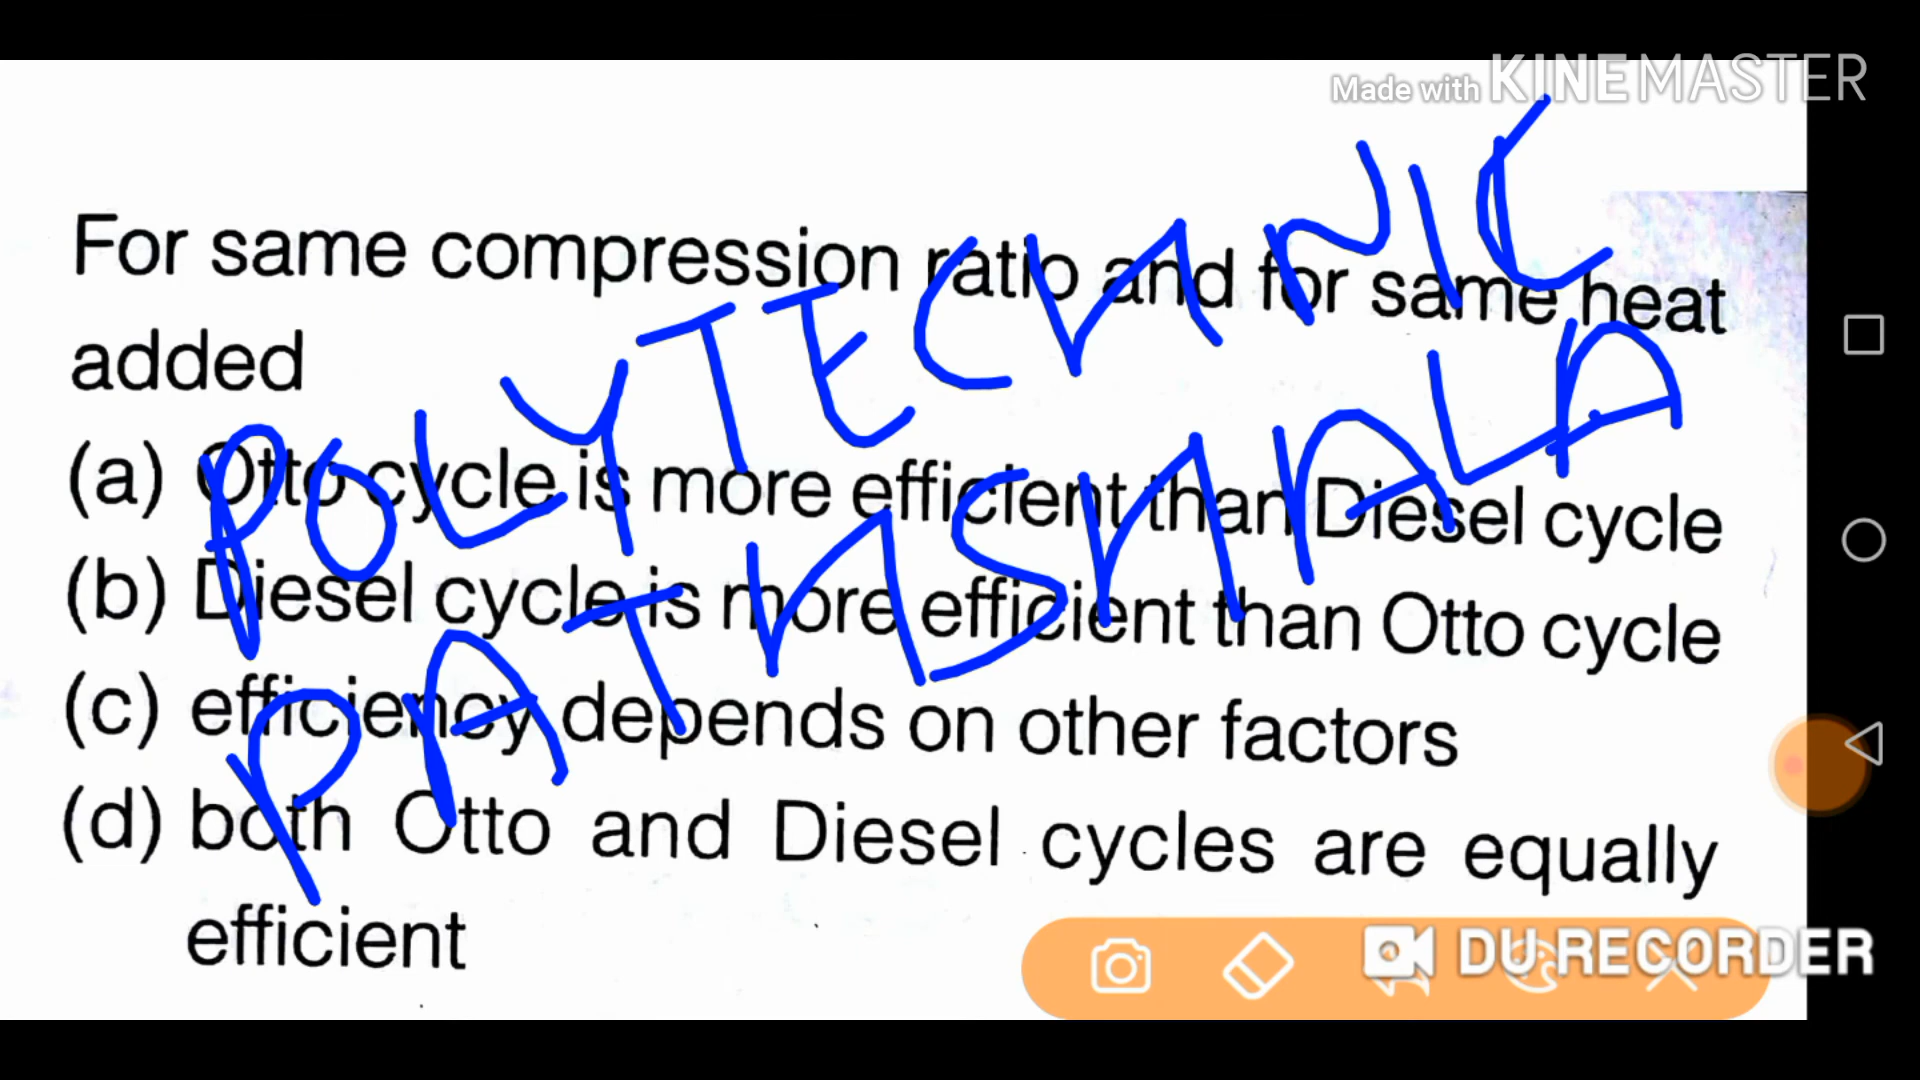 Made with KINEMASTER
For same compression ratio and for same heat
added
(a) Otto cycle is more efficient than Diesel cycle
(b) Diesel cycle is more efficient than Otto cycle
(c) efficiency depends on other factors
(d) both Otto and Diesel cycles are equally
efficient
POLYTECHNIC
PATHSHALA
DU RECORDER